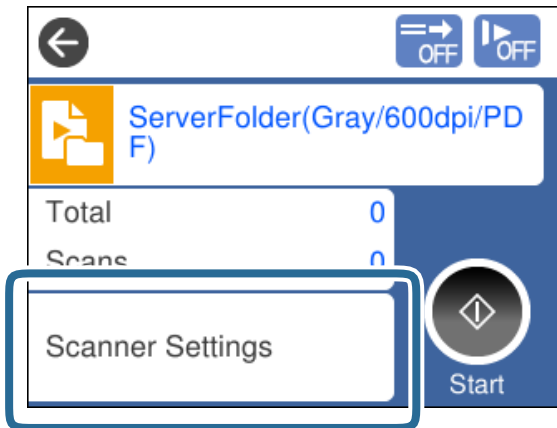 OFF
OFF
ServerFolder(Gray/600dpi/PD
F)
Total 0
Scans 0
Scanner Settings
Start